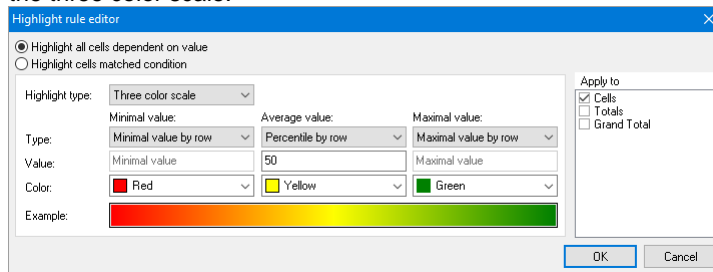 the three color scale.
Highlight rule editor
Highlight all cells dependent on value
Highlight cells matched condition
Highlight type: Three color scale
Minimal value: Average value: Maximal value:
Type: Minimal value by row Percentile by row Maximal value by row
Value: Minimal value 50 Maximal value
Color: Red Yellow Green
Example:
Apply to
Cells
Totals
Grand Total
OK Cancel